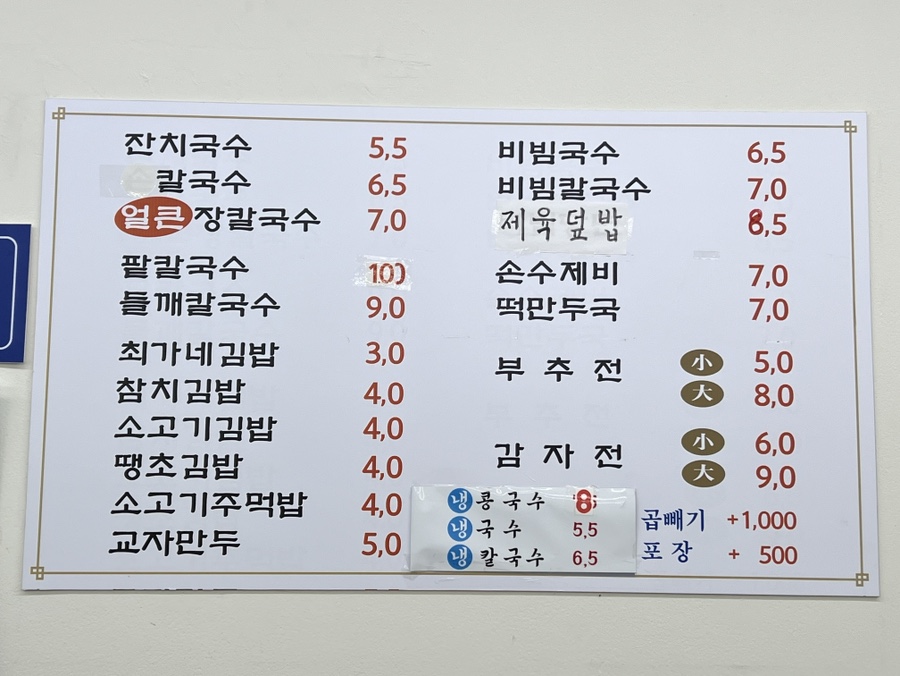 잔치국수 5,5
칼국수 6,5
얼큰장칼국수 7,0
팥칼국수 100
들깨칼국수 9,0
최가네김밥 3,0
참치김밥 4,0
소고기김밥 4,0
땡초김밥 4,0
소고기주먹밥 4,0
교자만두 5,0
비빔국수 6,5
비빔칼국수 7,0
제육덮밥 8,5
손수제비 7,0
떡만두국 7,0
부추전 小 5,0
大 8,0
감자전 小 6,0
大 9,0
냉콩국수 8
냉국수 5,5
냉칼국수 6,5
곱빼기 +1,000
포장 + 500